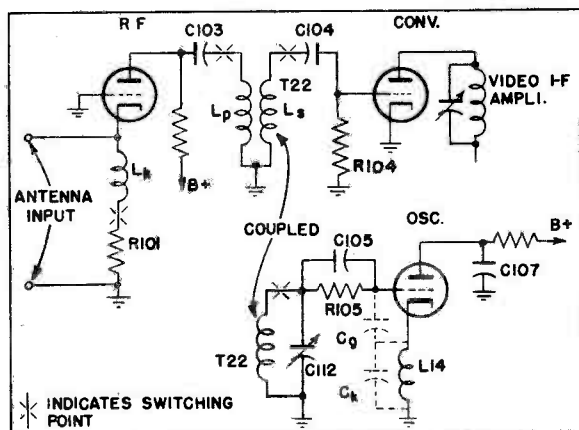 R F
C103
C104
CONV.
T22
Lp
Ls
VIDEO I-F
AMPLI.
Lk
R104
B+
ANTENNA
INPUT
R101
COUPLED
OSC.
B+
C105
C107
R105
Cg
T22
C112
L14
Ck
INDICATES SWITCHING
POINT